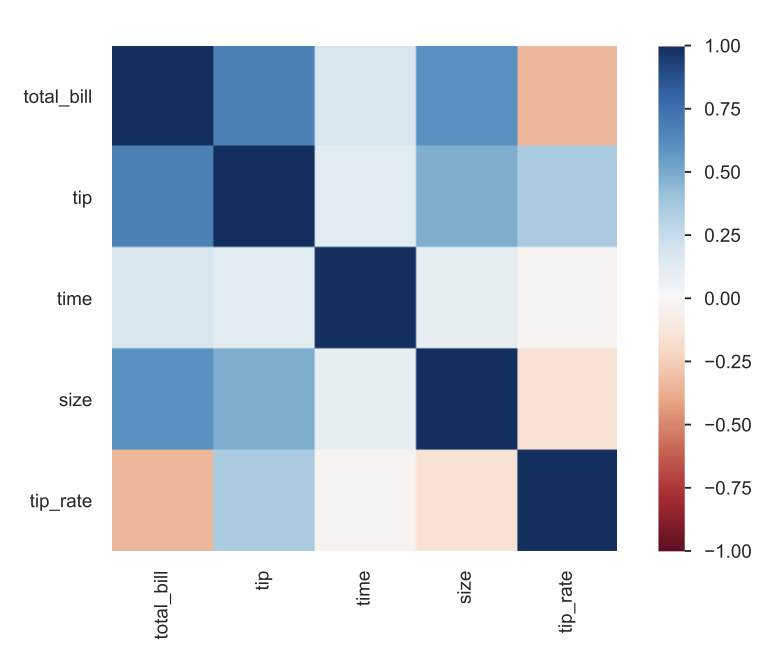 total_bill
tip
time
size
tip_rate
total_bill
tip
time
size
tip_rate
1.00
0.75
0.50
0.25
0.00
−0.25
−0.50
−0.75
−1.00